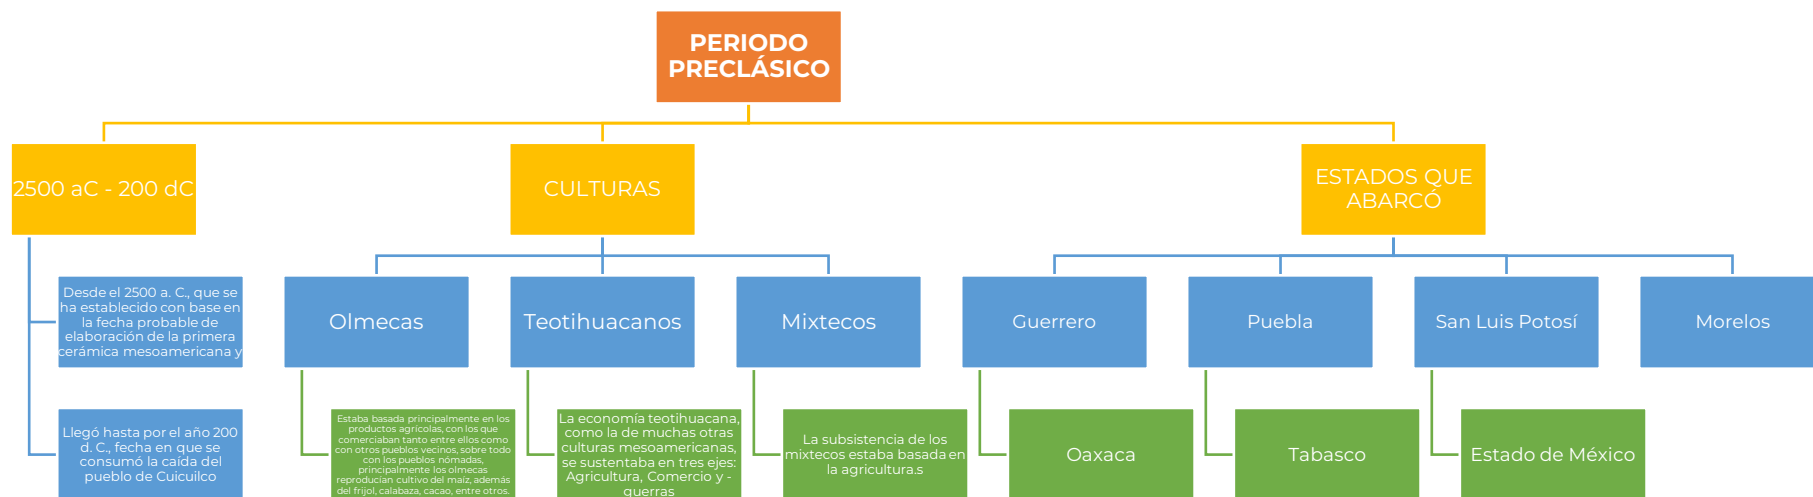 PERIODO
PRECLÁSICO
2500 aC - 200 dC
CULTURAS
ESTADOS QUE
ABARCÓ
Desde el 2500 a. C., que se
ha establecido con base en
la fecha probable de
elaboración de la primera
cerámica mesoamericana y
Llegó hasta por el año 200
d. C., fecha en que se
consumó la caída del
pueblo de Cuicuilco
Olmecas
Estaba basada principalmente en los
productos agrícolas, con los que
comerciaban tanto entre ellos como
con otros pueblos vecinos, sobre todo
con los pueblos nómadas,
principalmente los olmecas
reproducían cultivo del maíz, además
del frijol, calabaza, cacao, entre otros.
Teotihuacanos
La economía teotihuacana,
como la de muchas otras
culturas mesoamericanas,
se sustentaba en tres ejes:
Agricultura, Comercio y -
guerras
Mixtecos
La subsistencia de los
mixtecos estaba basada en
la agricultura.s
Guerrero
Oaxaca
Puebla
Tabasco
San Luis Potosí
Estado de México
Morelos